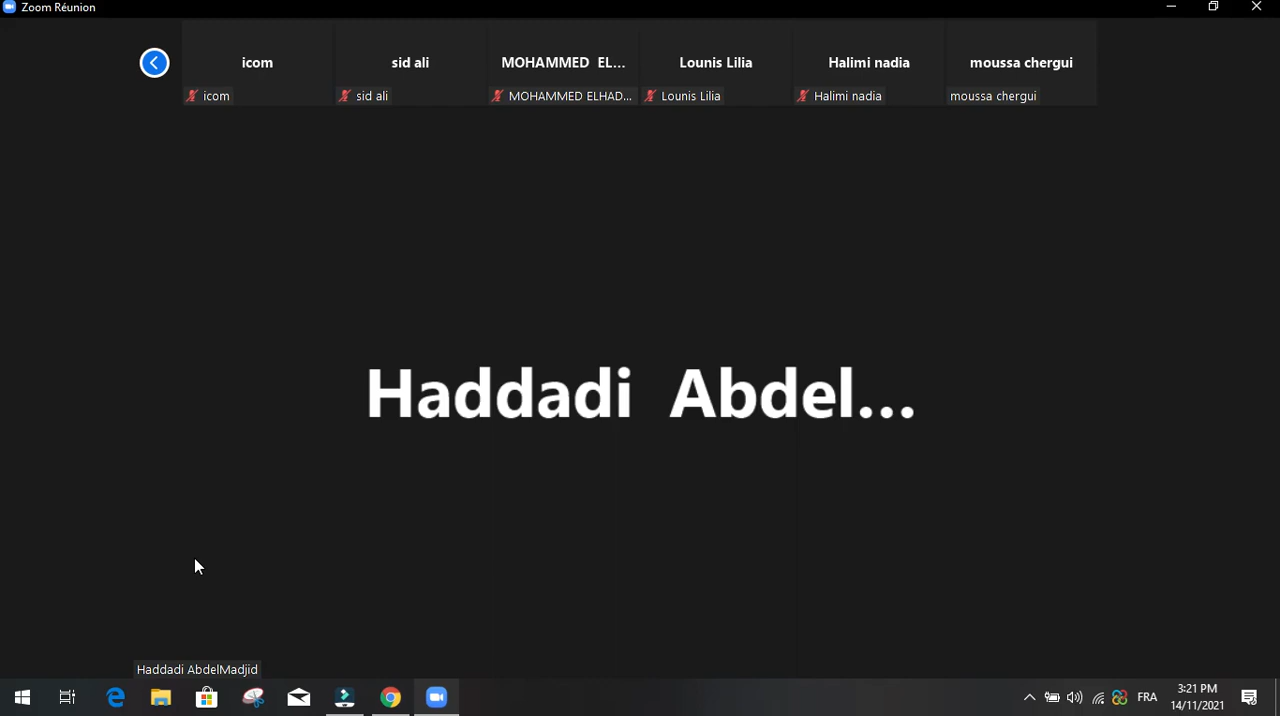 Zoom Réunion
icom
sid ali
MOHAMMED EL...
Lounis Lilia
Halimi nadia
moussa chergui
icom
sid ali
MOHAMMED ELHAD...
Lounis Lilia
Halimi nadia
moussa chergui
Haddadi Abdel...
Haddadi AbdelMadjid
FRA
3:21 PM
14/11/2021